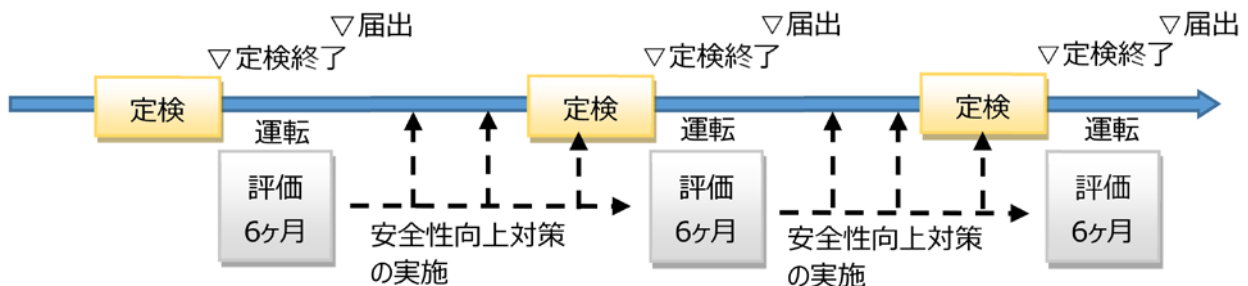 ▽届出
▽定検終了
▽届出
▽定検終了
▽届出
▽定検終了
定検
定検
定検
運転
運転
運転
評価
6ヶ月
安全性向上対策
の実施
評価
6ヶ月
安全性向上対策
の実施
評価
6ヶ月